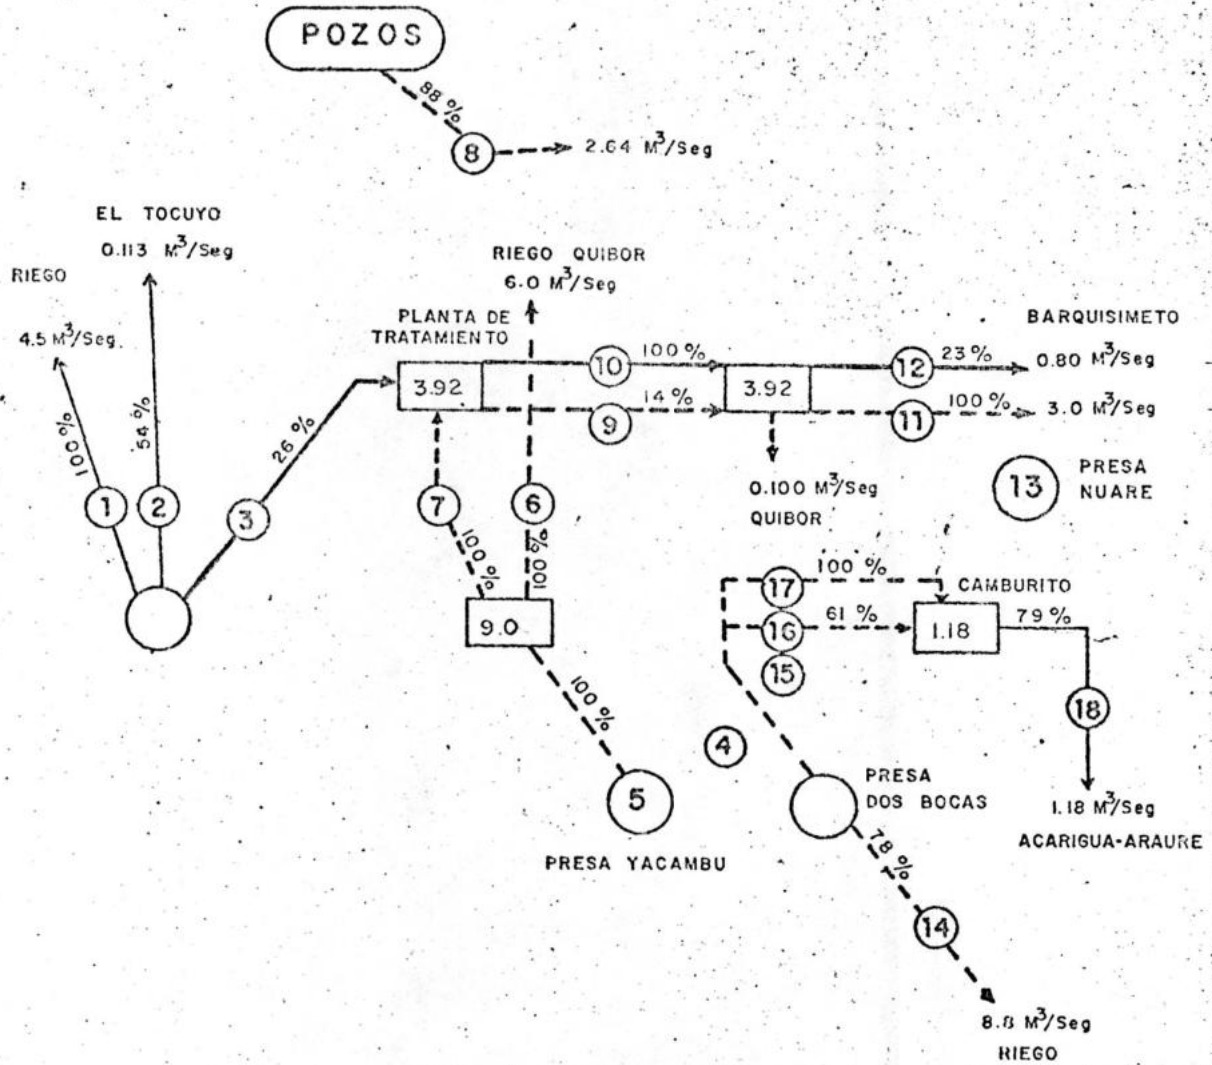 POZOS
88 %
8
2.64 M³/Seg
EL TOCUYO
0.113 M³/Seg
RIEGO
4.5 M³/Seg.
100 %
54 %
26 %
1
2
3
RIEGO QUIBOR
6.0 M³/Seg
PLANTA DE
TRATAMIENTO
3.92
10
100 %
9
14 %
3.92
BARQUISIMETO
12
23 %
0.80 M³/Seg
11
100 %
3.0 M³/Seg
0.100 M³/Seg
QUIBOR
13
PRESA
NUARE
7
6
100 %
100 %
9.0
100 %
5
PRESA YACAMBU
4
17
100 %
16
61 %
15
CAMBURITO
1.18
79 %
18
1.18 M³/Seg
ACARIGUA-ARAURE
PRESA
DOS BOCAS
78 %
14
8.8 M³/Seg
RIEGO